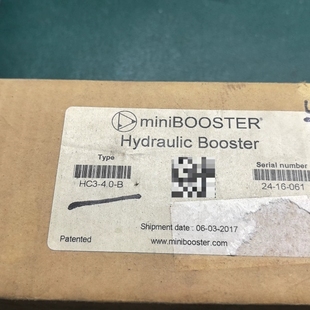 miniBOOSTER®
Hydraulic Booster
Type
Serial number
HC3-4.0-B
24-16-061
Shipment date : 06-03-2017
Patented
www.minibooster.com